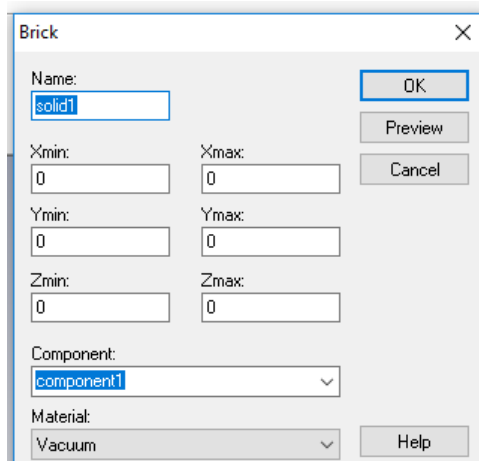 Brick
Name:
solid1
OK
Preview
Xmin:
Xmax:
Cancel
0
0
Ymin:
Ymax:
0
0
Zmin:
Zmax:
0
0
Component:
component1
Material:
Vacuum
Help